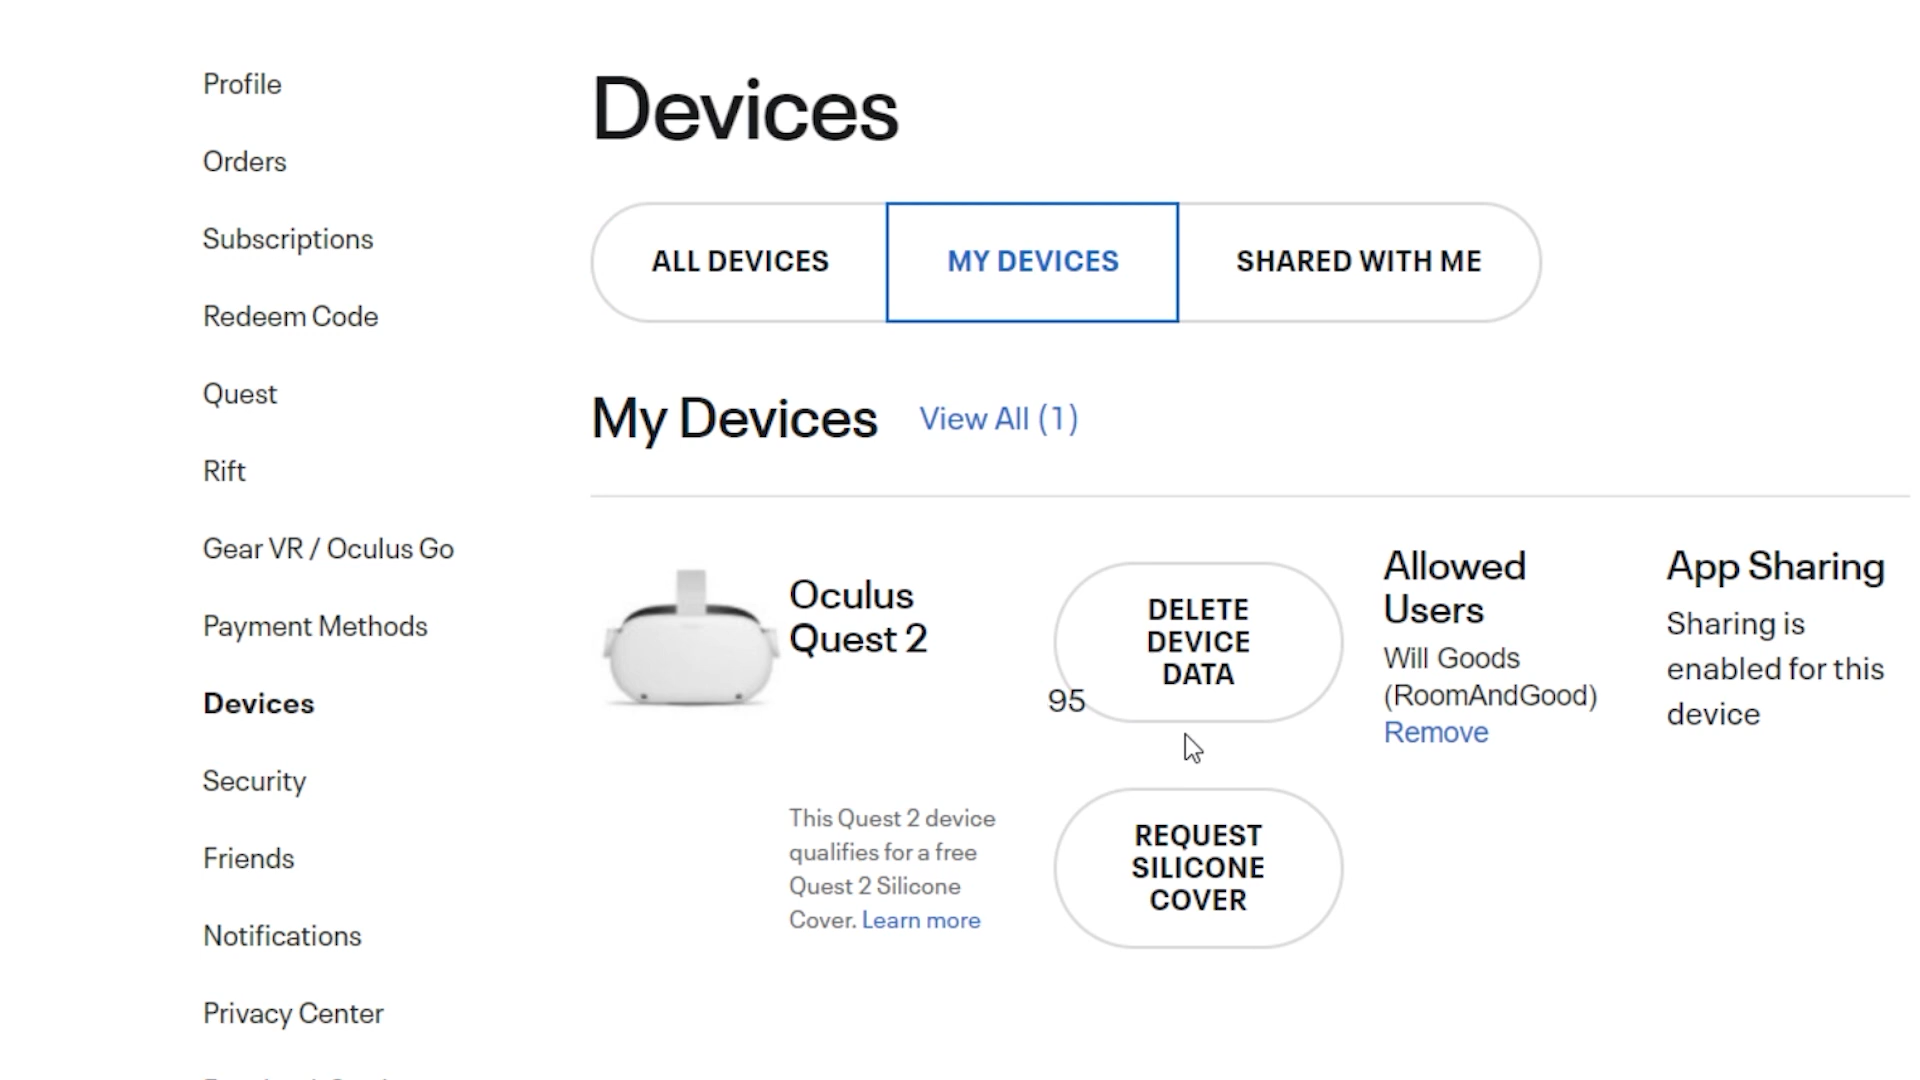 Profile
Orders
Subscriptions
Redeem Code
Quest
Rift
Gear VR / Oculus Go
Payment Methods
Devices
Security
Friends
Notifications
Privacy Center
Devices
ALL DEVICES
MY DEVICES
SHARED WITH ME
My Devices
View All (1)
Oculus
Quest 2
95
This Quest 2 device
qualifies for a free
Quest 2 Silicone
Cover. Learn more
DELETE
DEVICE
DATA
REQUEST
SILICONE
COVER
Allowed
Users
Will Goods
(RoomAndGood)
Remove
App Sharing
Sharing is
enabled for this
device